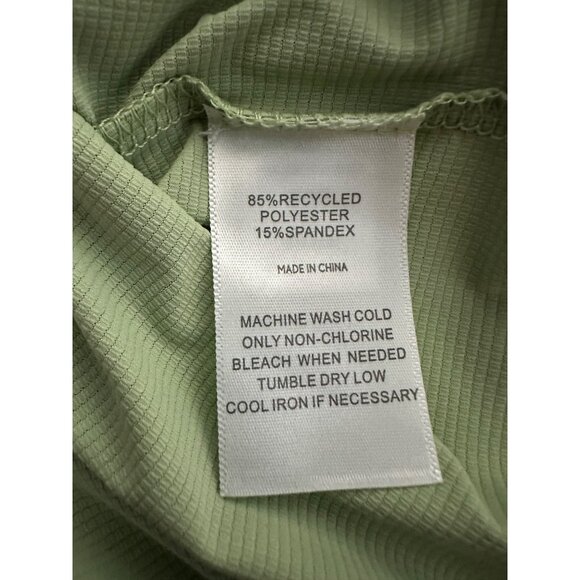 85%RECYCLED
POLYESTER
15%SPANDEX
MADE IN CHINA
MACHINE WASH COLD
ONLY NON-CHLORINE
BLEACH WHEN NEEDED
TUMBLE DRY LOW
COOL IRON IF NECESSARY